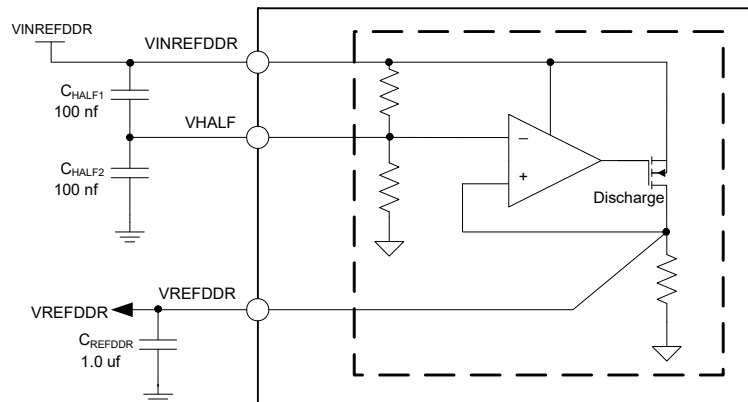 VINREFDDR
VINREFDDR
CHALF1
100 nf
VHALF
CHALF2
100 nf
−
+
Discharge
VREFDDR
VREFDDR
CREFDDR
1.0 uf